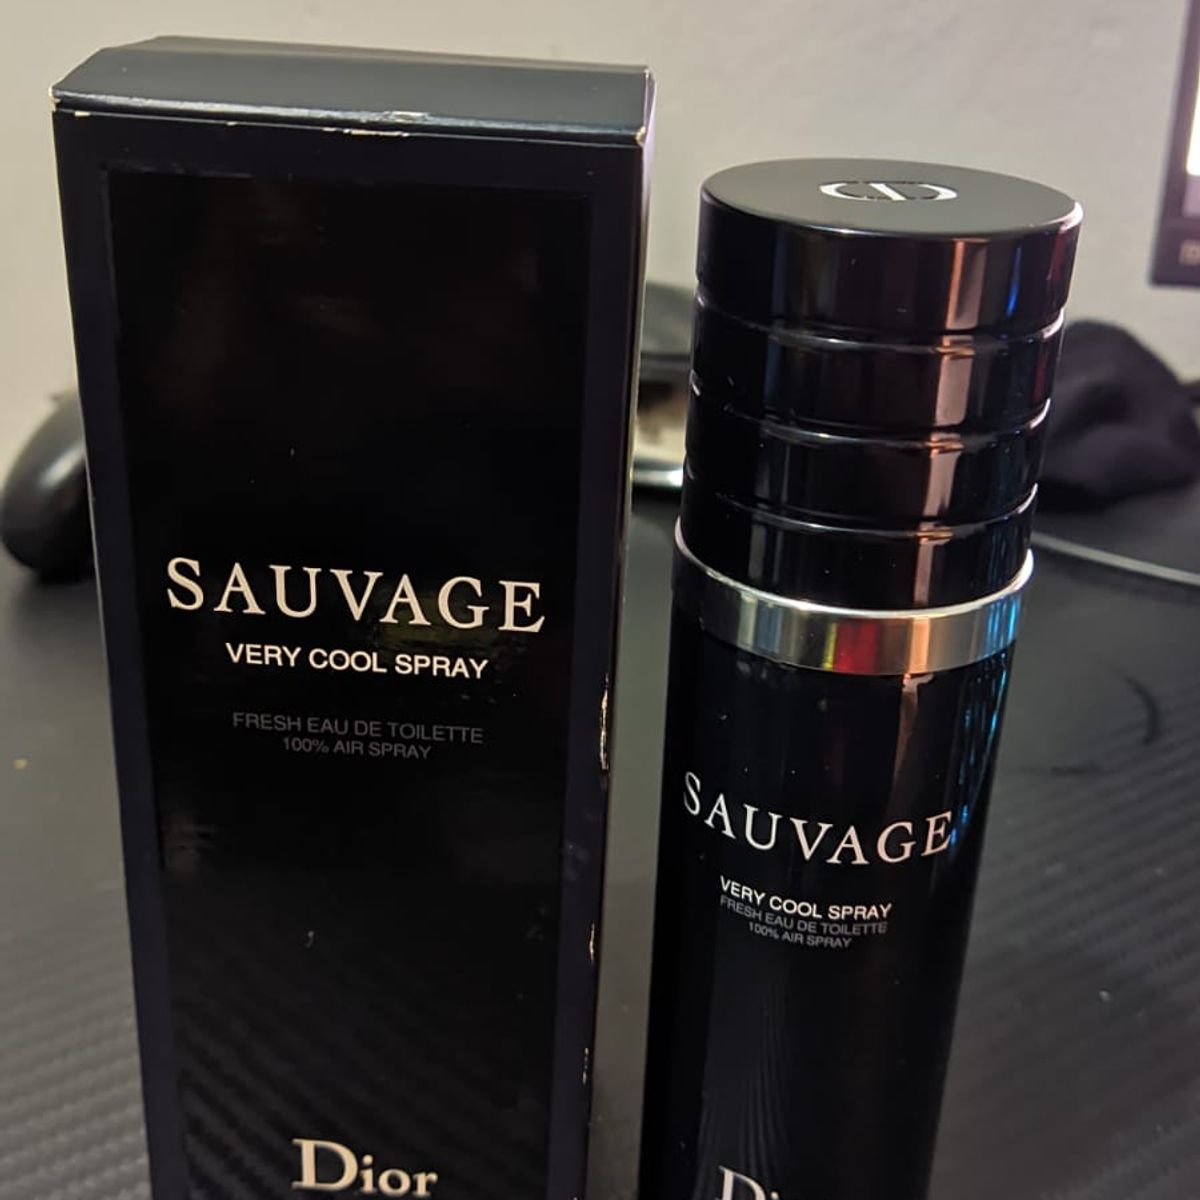 SAUVAGE
VERY COOL SPRAY
FRESH EAU DE TOILETTE
100% AIR SPRAY
Dior
CD
SAUVAGE
VERY COOL SPRAY
FRESH EAU DE TOILETTE
100% AIR SPRAY